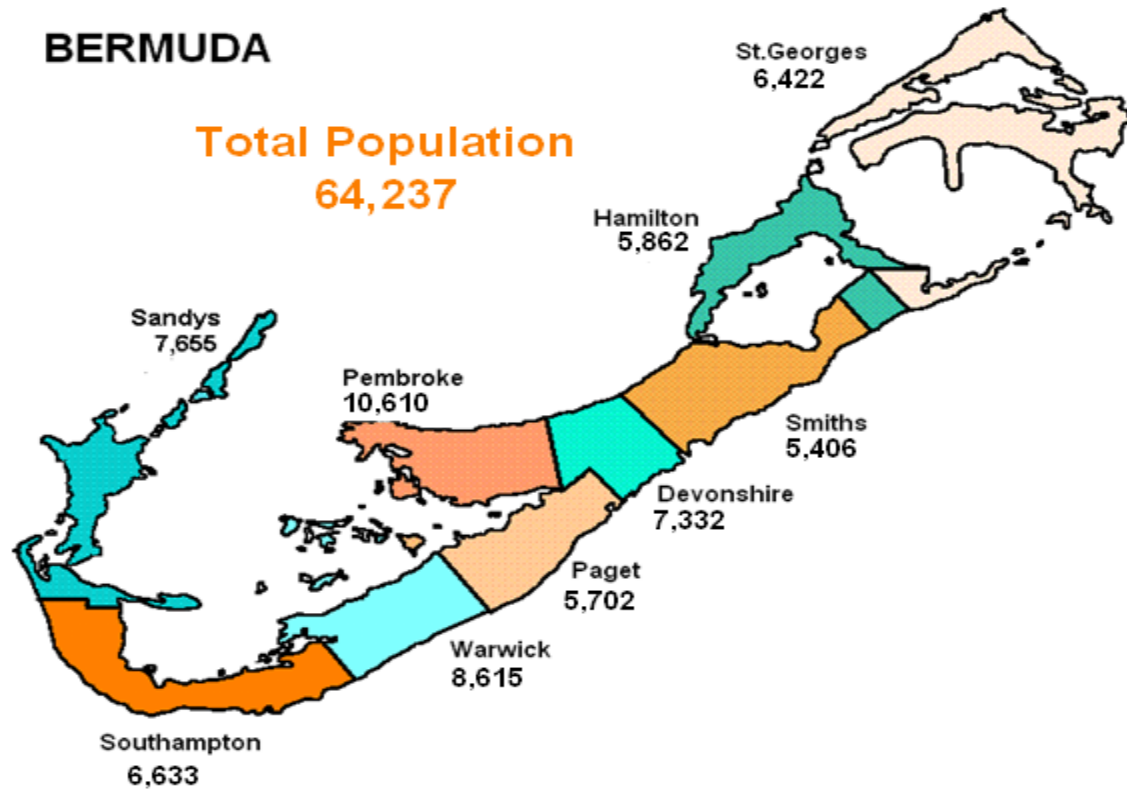 BERMUDA
Total Population
64,237
St.Georges
6,422
Hamilton
5,862
Sandys
7,655
Pembroke
10,610
Smiths
5,406
Devonshire
7,332
Paget
5,702
Warwick
8,615
Southampton
6,633